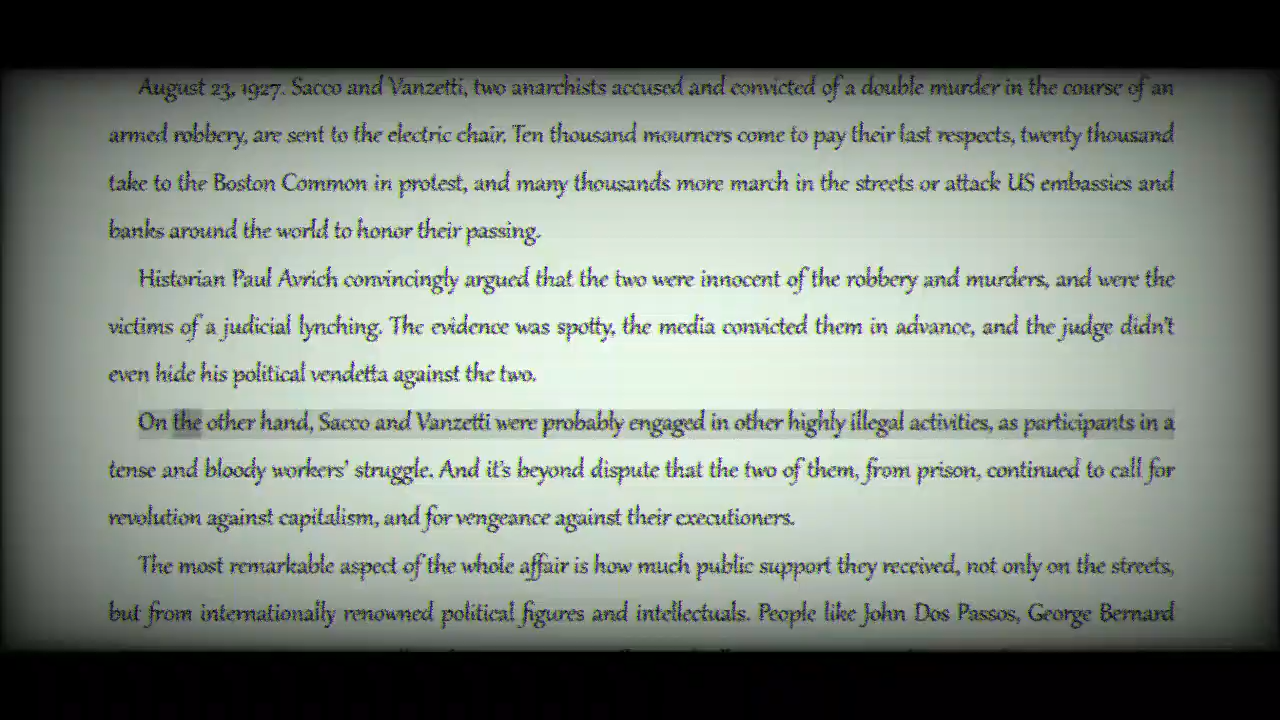 August 23, 1927. Sacco and Vanzetti, two anarchists accused and convicted of a double murder in the course of an
armed robbery, are sent to the electric chair. Ten thousand mourners come to pay their last respects, twenty thousand
take to the Boston Common in protest, and many thousands more march in the streets or attack US embassies and
banks around the world to honor their passing.
Historian Paul Avrich convincingly argued that the two were innocent of the robbery and murders, and were the
victims of a judicial lynching. The evidence was spotty, the media convicted them in advance, and the judge didn't
even hide his political vendetta against the two.
On the other hand, Sacco and Vanzetti were probably engaged in other highly illegal activities, as participants in a
tense and bloody workers' struggle. And it's beyond dispute that the two of them, from prison, continued to call for
revolution against capitalism, and for vengeance against their executioners.
The most remarkable aspect of the whole affair is how much public support they received, not only on the streets,
but from internationally renowned political figures and intellectuals. People like John Dos Passos, George Bernard